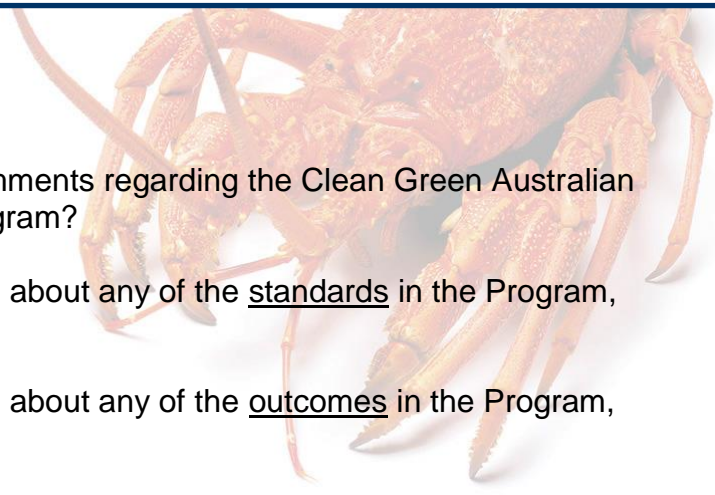 nments regarding the Clean Green Australian
gram?
about any of the standards in the Program,
about any of the outcomes in the Program,